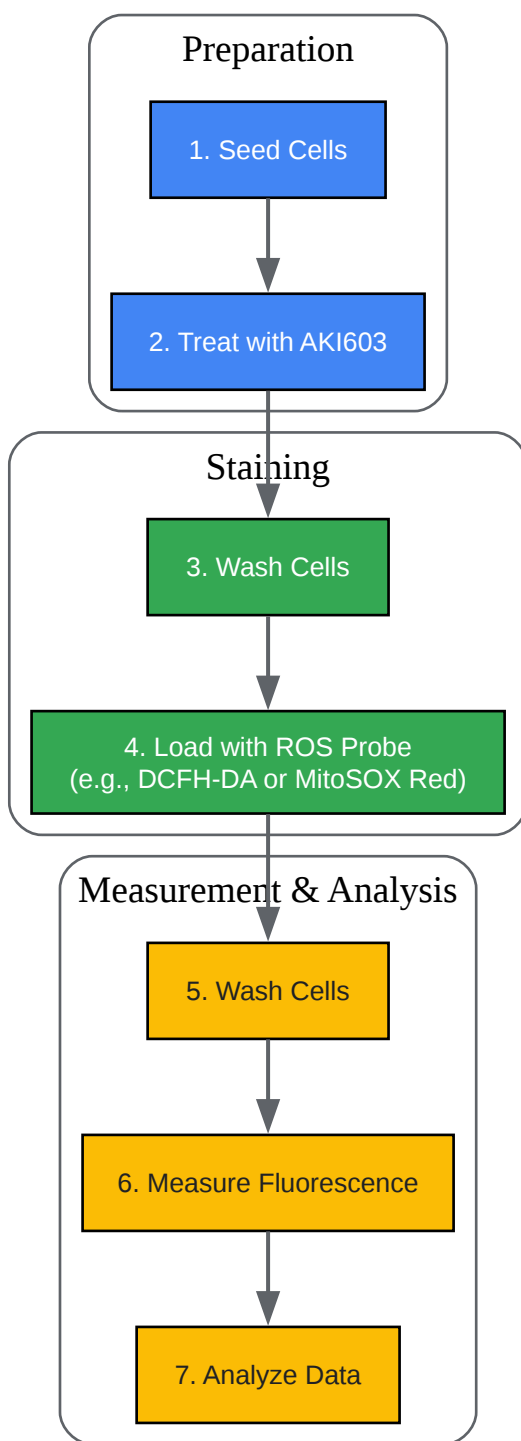 Preparation
1. Seed Cells
2. Treat with AKI603
Staining
3. Wash Cells
4. Load with ROS Probe
(e.g., DCFH-DA or MitoSOX Red)
Measurement & Analysis
5. Wash Cells
6. Measure Fluorescence
7. Analyze Data